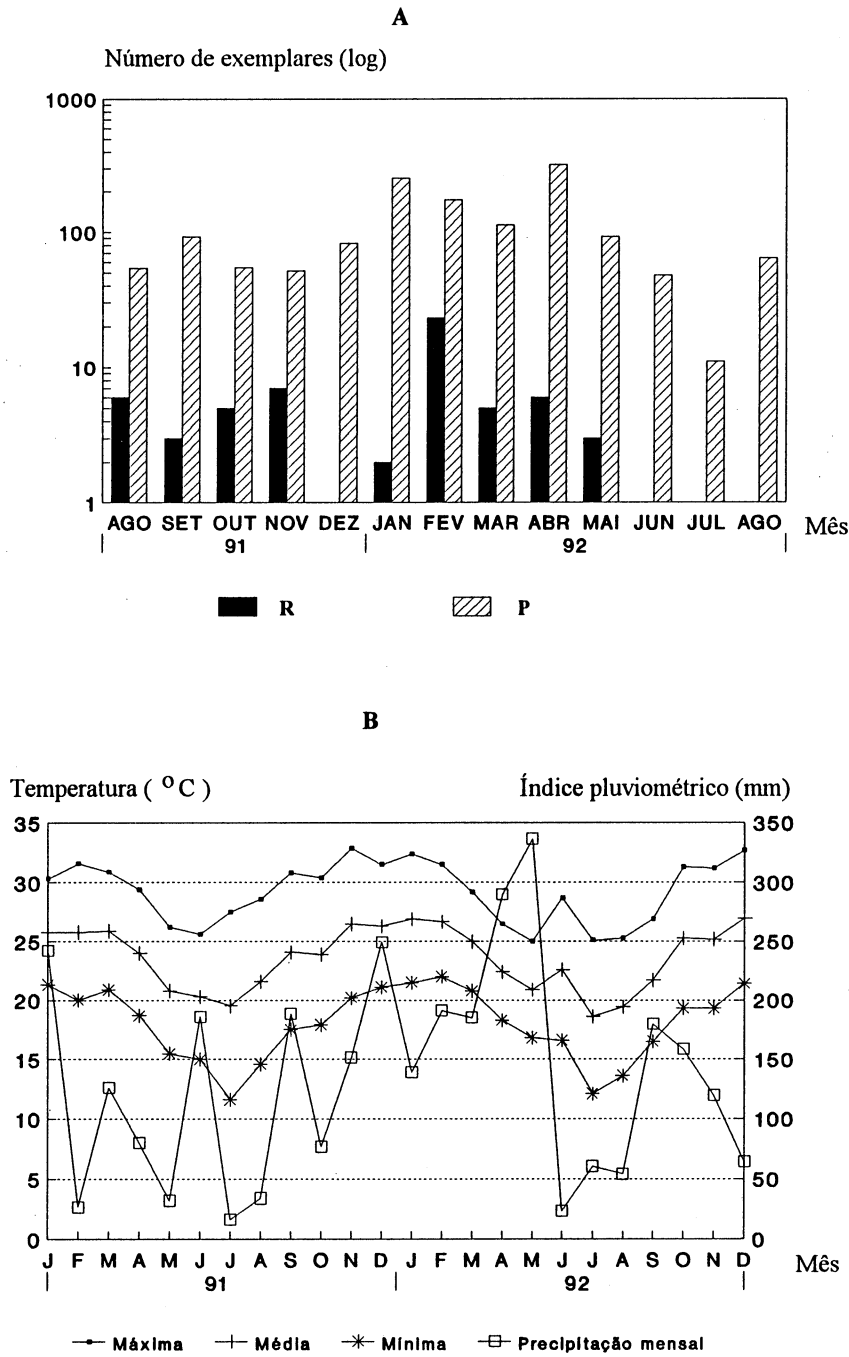 A
Número de exemplares (log)
1000
100
10
1
AGO SET OUT NOV DEZ JAN FEV MAR ABR MAI JUN JUL AGO Mês
91 92
R P
B
Temperatura ( °C ) Índice pluviométrico (mm)
35 350
30 300
25 250
20 200
15 150
10 100
5 50
0 0
J F M A M J J A S O N D J F M A M J J A S O N D Mês
91 92
Máxima Média Mínima Precipitação mensal